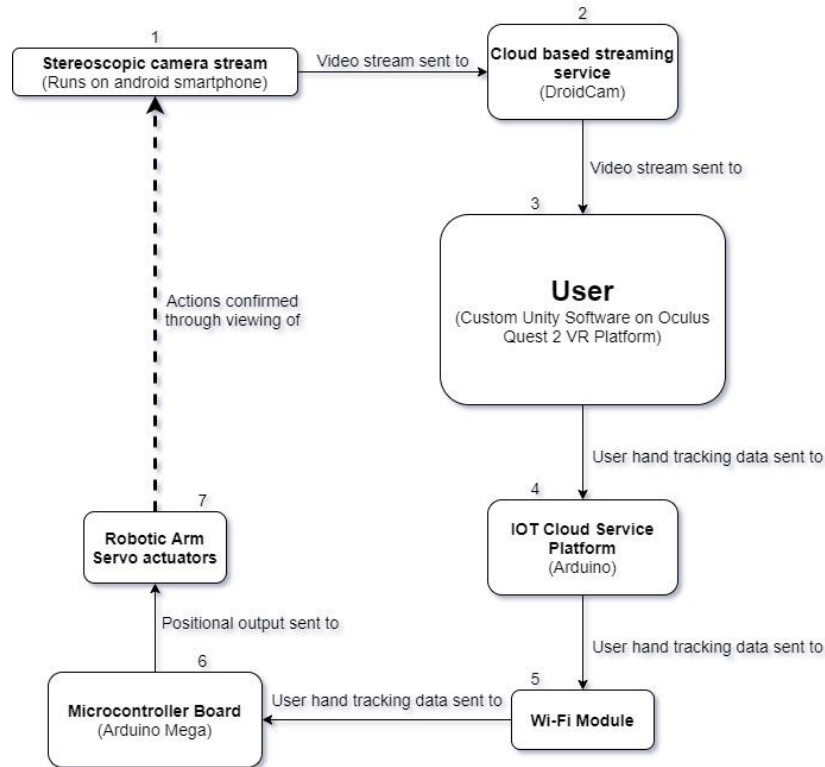 1
Stereoscopic camera stream
(Runs on android smartphone)
Video stream sent to
2
Cloud based streaming
service
(DroidCam)
Video stream sent to
3
User
(Custom Unity Software on Oculus
Quest 2 VR Platform)
User hand tracking data sent to
4
IOT Cloud Service
Platform
(Arduino)
User hand tracking data sent to
5
Wi-Fi Module
User hand tracking data sent to
6
Microcontroller Board
(Arduino Mega)
Positional output sent to
7
Robotic Arm
Servo actuators
Actions confirmed
through viewing of